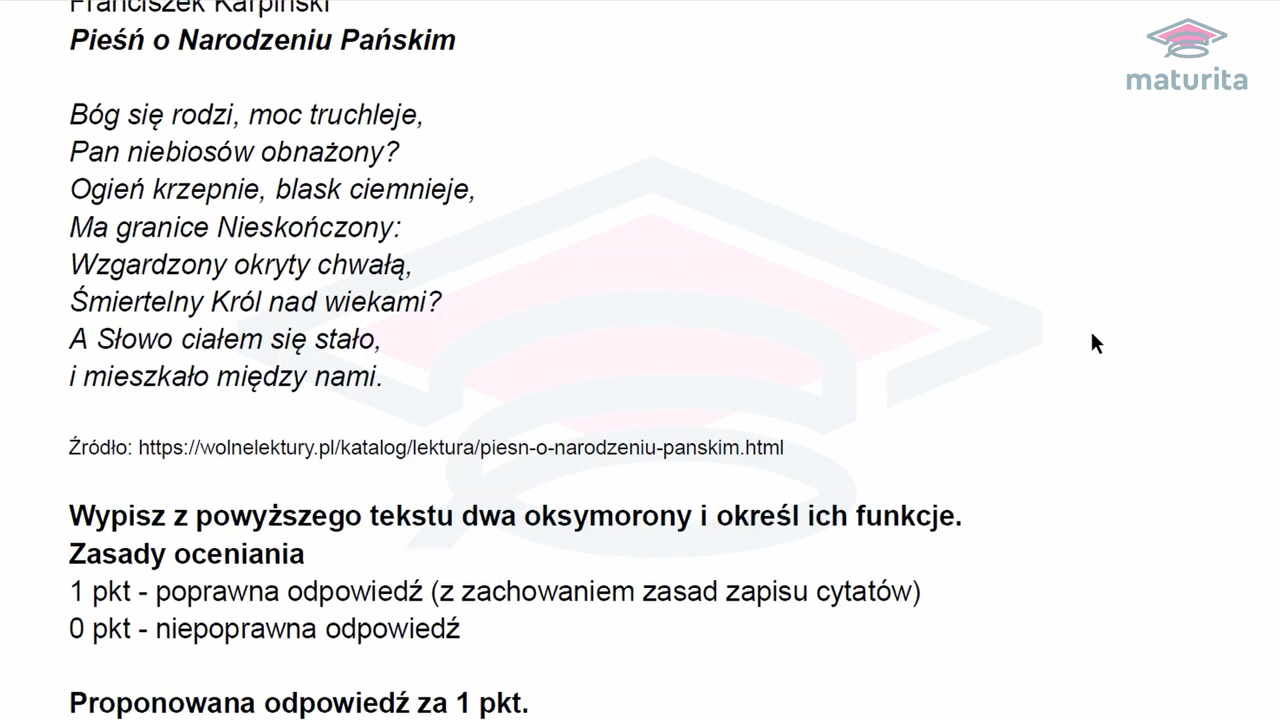 Franciszek Karpiński
Pieśń o Narodzeniu Pańskim
maturita
Bóg się rodzi, moc truchleje,
Pan niebiosów obnażony?
Ogień krzepnie, blask ciemnieje,
Ma granice Nieskończony:
Wzgardzony okryty chwałą,
Śmiertelny Król nad wiekami?
A Słowo ciałem się stało,
i mieszkało między nami.
Źródło: https://wolnelektury.pl/katalog/lektura/piesn-o-narodzeniu-panskim.html
Wypisz z powyższego tekstu dwa oksymorony i określ ich funkcje.
Zasady oceniania
1 pkt - poprawna odpowiedź (z zachowaniem zasad zapisu cytatów)
0 pkt - niepoprawna odpowiedź
Proponowana odpowiedź za 1 pkt.